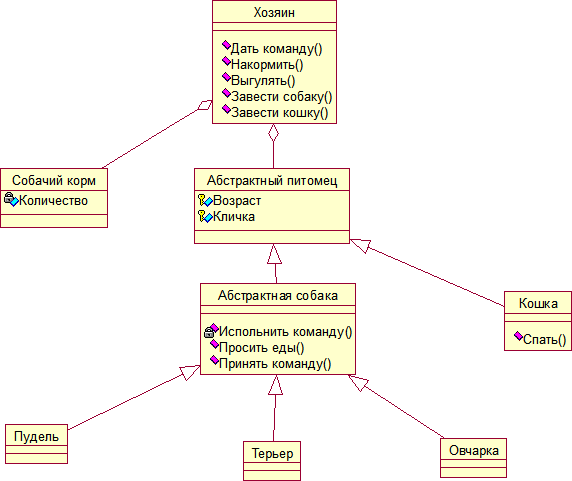 Хозяин
Дать команду()
Накормить()
Выгулять()
Завести собаку()
Завести кошку()
Собачий корм
Количество
Абстрактный питомец
Возраст
Кличка
Абстрактная собака
Испольнить команду()
Просить еды()
Принять команду()
Кошка
Спать()
Пудель
Терьер
Овчарка